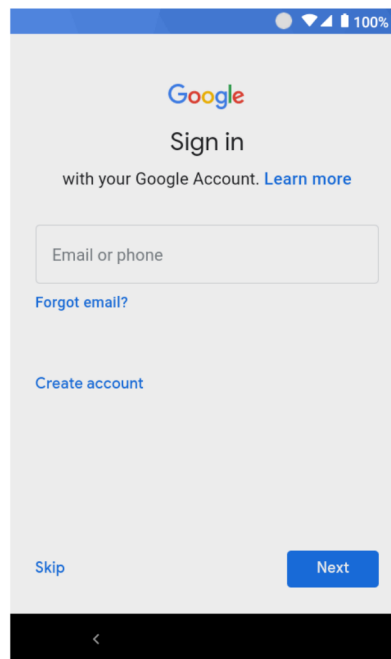 100%
Google
Sign in
with your Google Account. Learn more
Email or phone
Forgot email?
Create account
Skip
Next